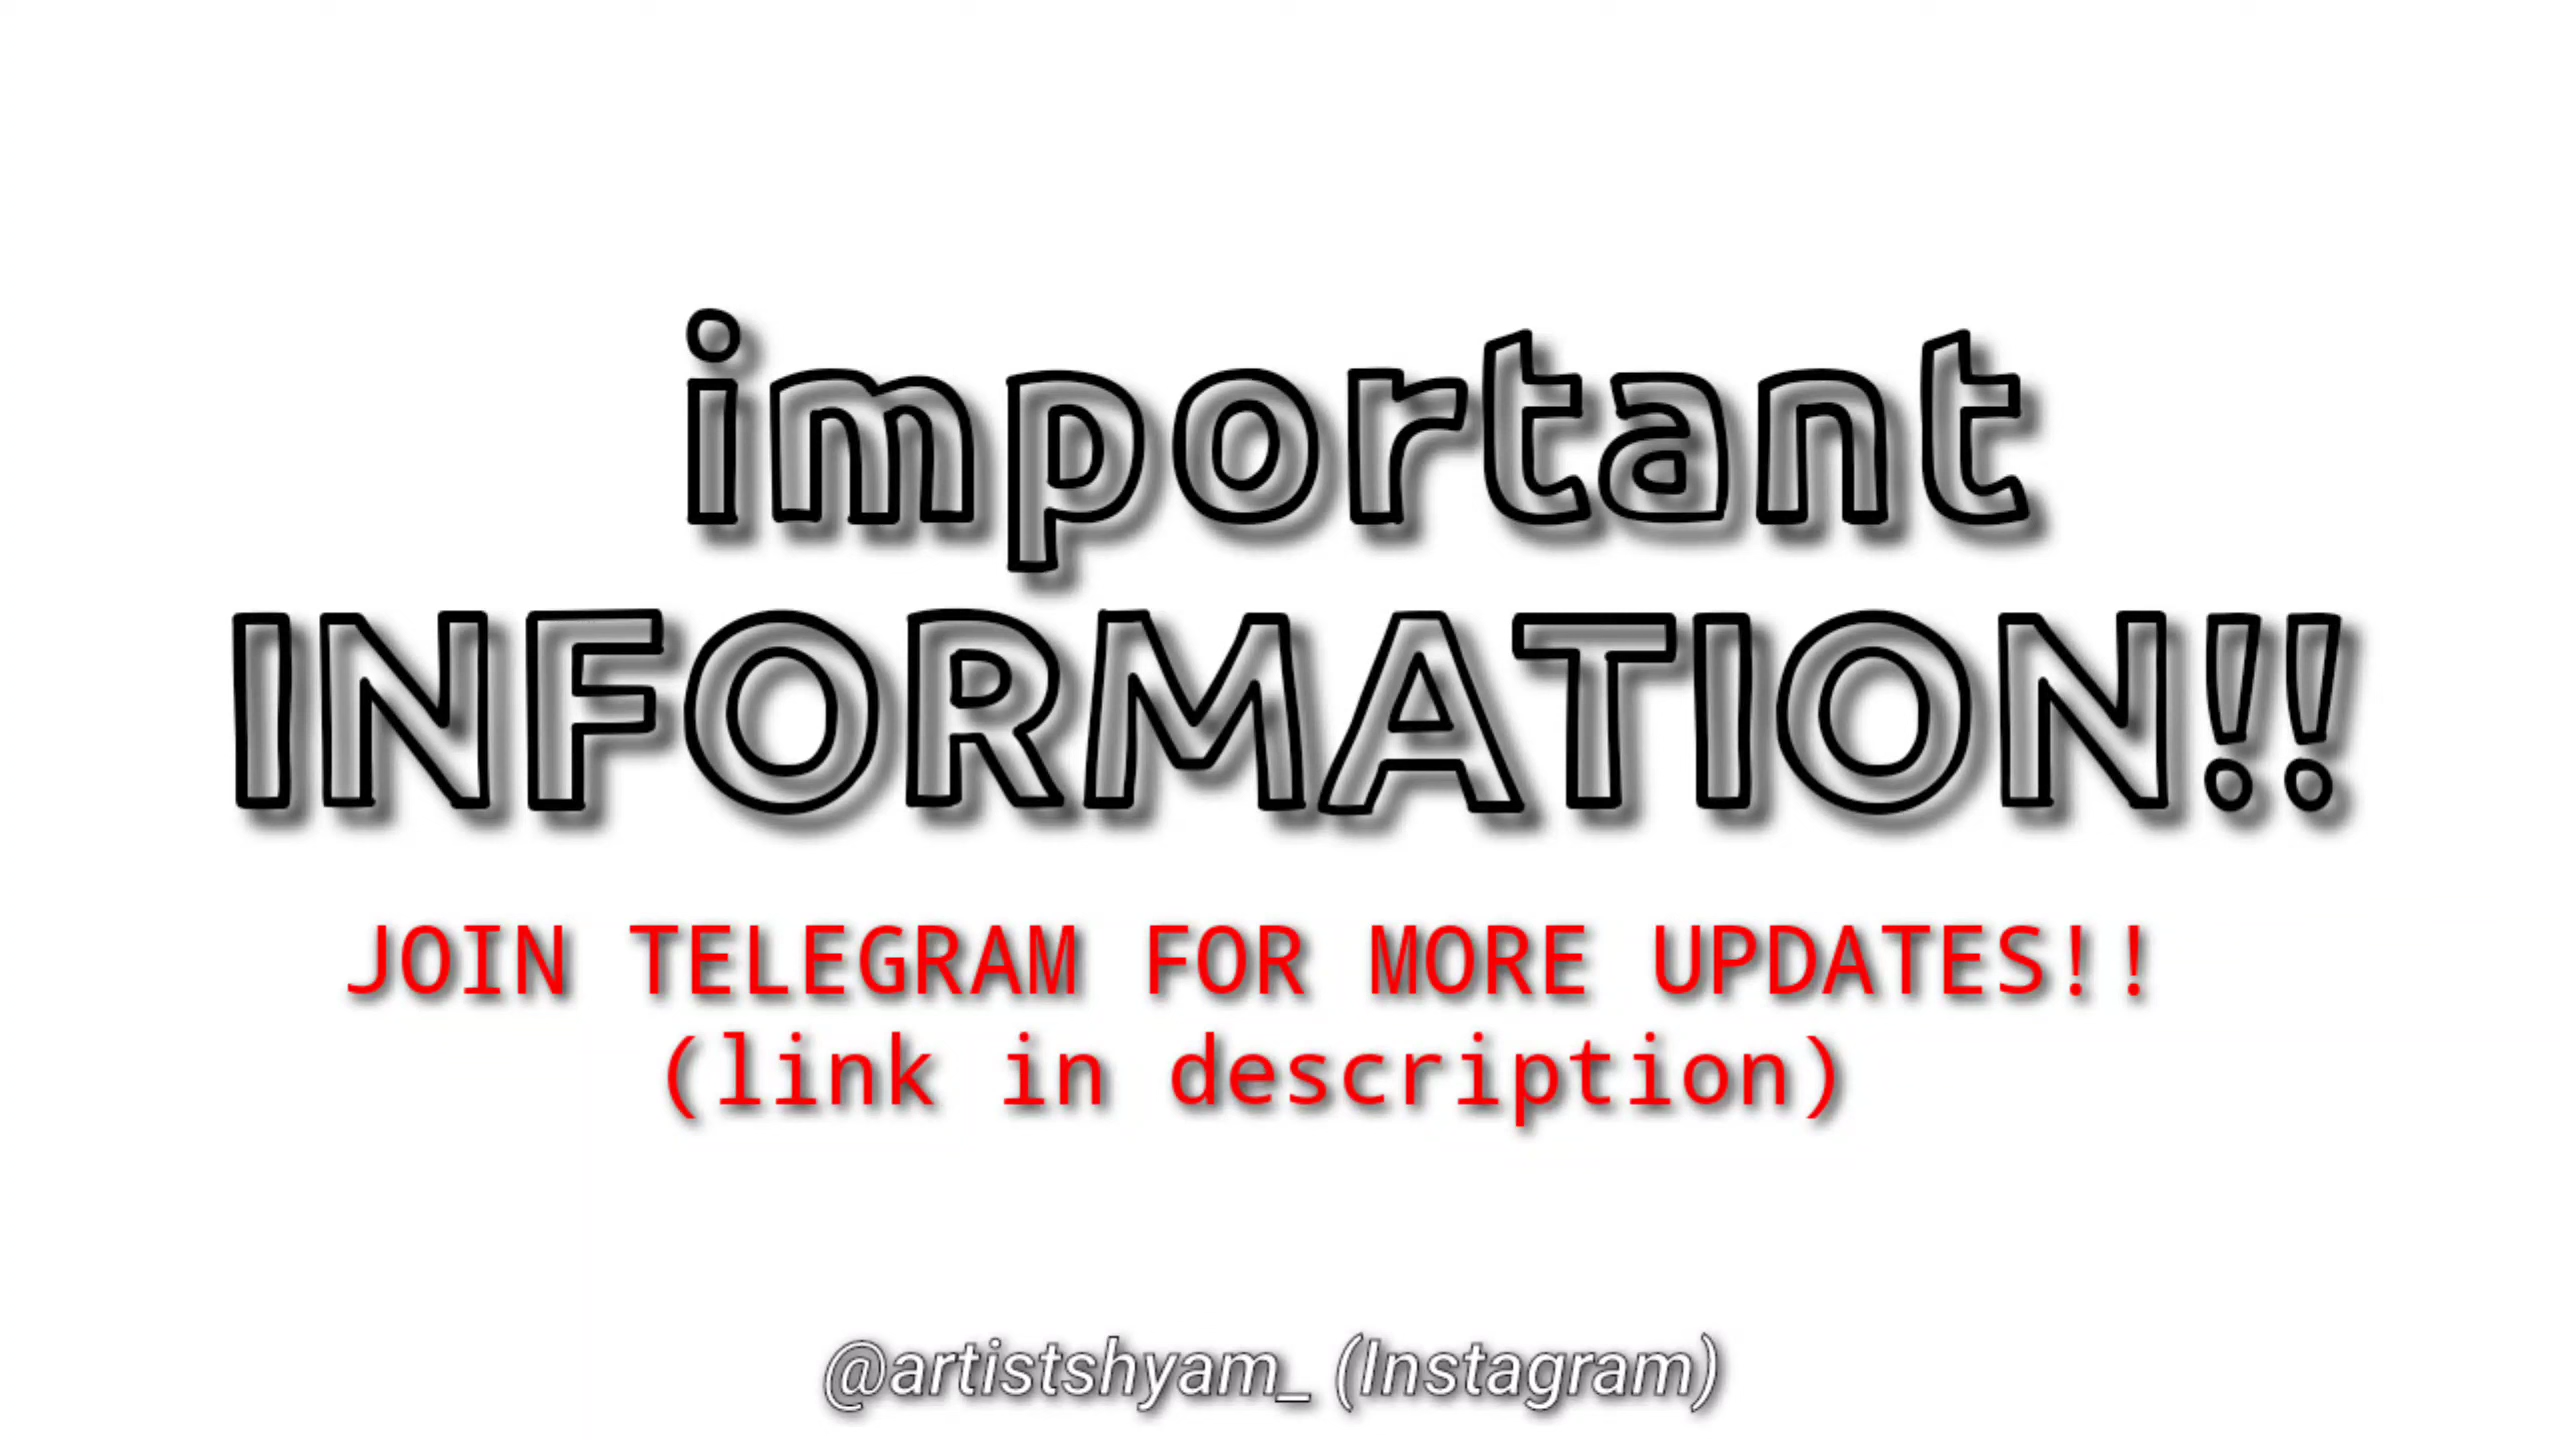 important
INFORMATION!!
JOIN TELEGRAM FOR MORE UPDATES!!
(link in description)
@artistshyam_ (Instagram)